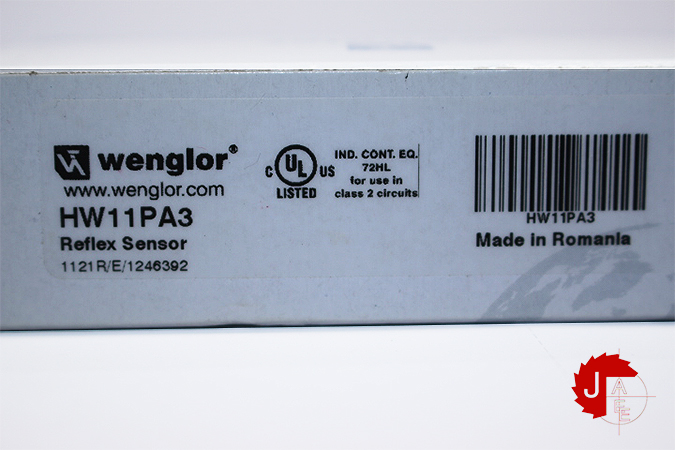 wenglor®
www.wenglor.com
HW11PA3
Reflex Sensor
1121R/E/1246392
C UL US
LISTED
IND. CONT. EQ.
72HL
for use in
class 2 circuits
HW11PA3
Made in Romania
J